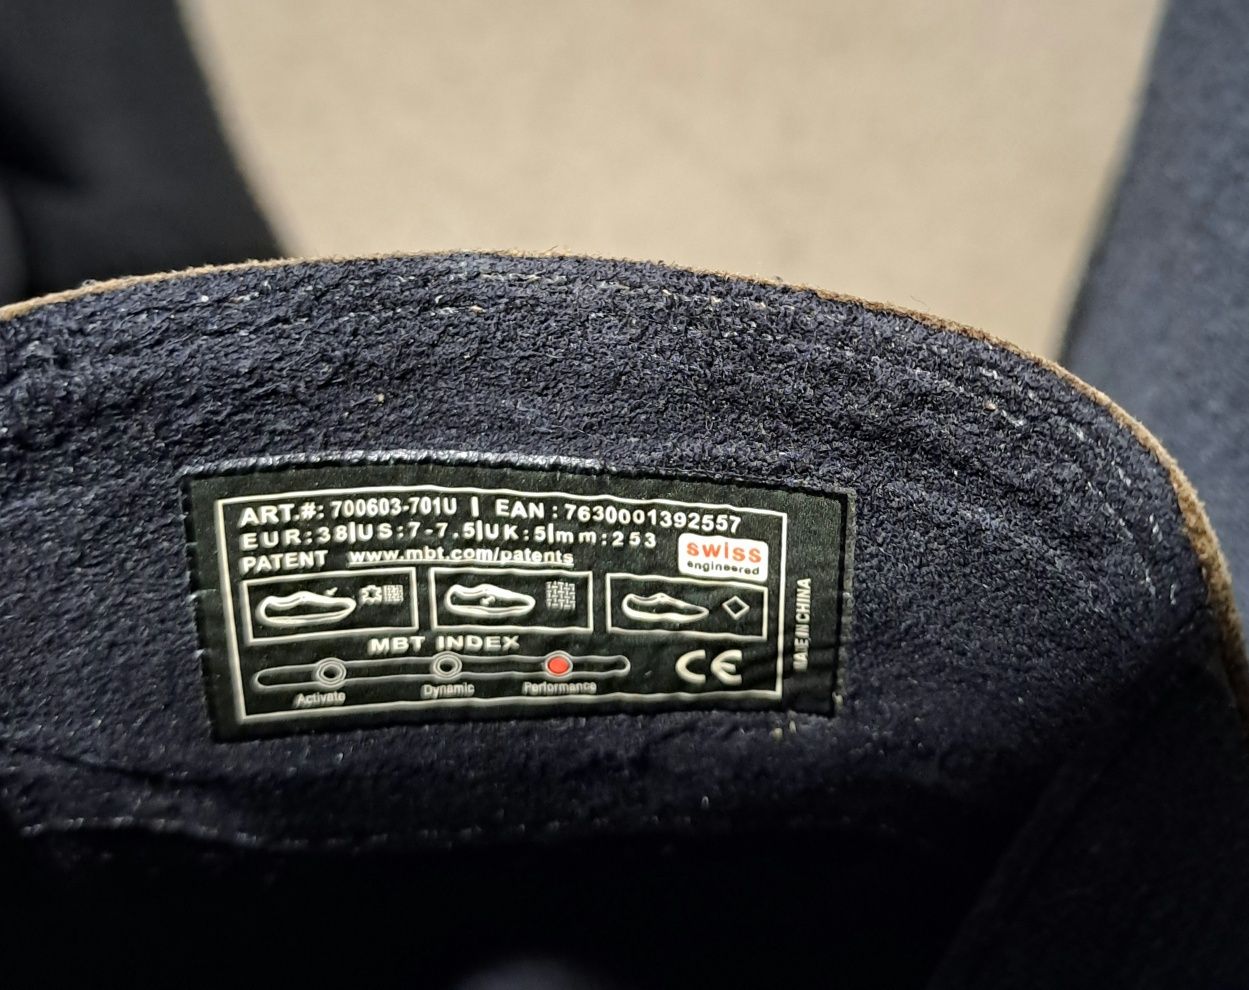 ART.#: 700603-701U | EAN : 7630001392557
EUR:38|US:7-7.5|UK:5|mm:253
PATENT www.mbt.com/patents
swiss
engineered
MBT INDEX
Activate
Dynamic
Performance
CE
MADE IN CHINA